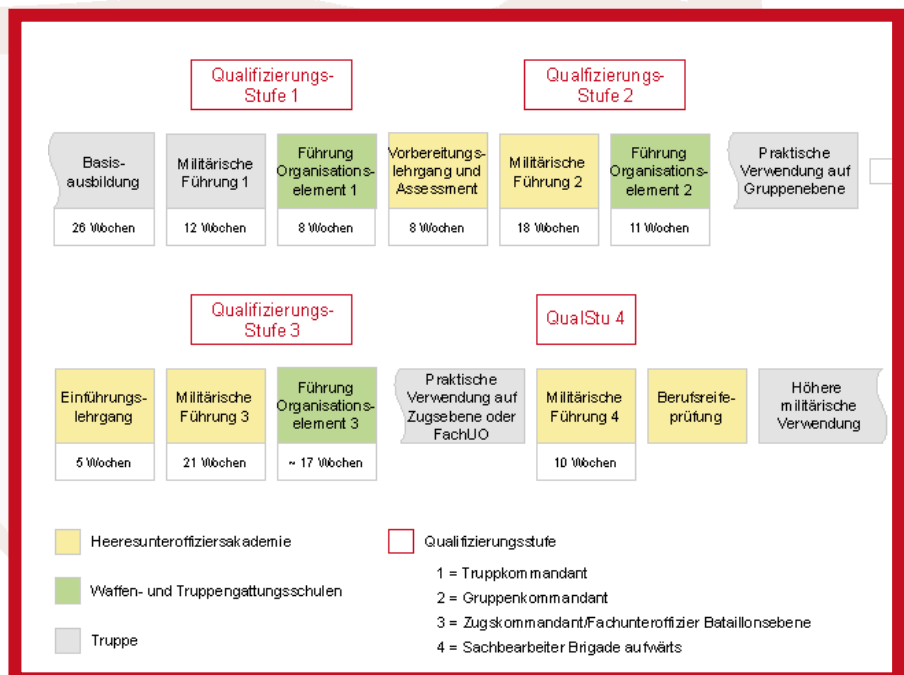 Qualifizierungs-
Stufe 1
Qualfizierungs-
Stufe 2
Basis-
ausbildung
26 Wochen
Militärische
Führung 1
12 Wochen
Führung
Organisations-
element 1
8 Wochen
Vorbereitungs-
lehrgang und
Assessment
8 Wochen
Militärische
Führung 2
18 Wochen
Führung
Organisations-
element 2
11 Wochen
Praktische
Verwendung auf
Gruppenebene
Qualifizierungs-
Stufe 3
QualStu 4
Einführungs-
lehrgang
5 Wochen
Militärische
Führung 3
21 Wochen
Führung
Organisations-
element 3
~ 17 Wochen
Praktische
Verwendung auf
Zugsebene oder
FachUO
Militärische
Führung 4
10 Wochen
Berufsreife-
prüfung
Höhere
militärische
Verwendung
Heeresunteroffiziersakademie
Waffen- und Truppengattungsschulen
Truppe
Qualifizierungsstufe
1 = Truppkommandant
2 = Gruppenkommandant
3 = Zugskommandant/Fachunteroffizier Bataillonsebene
4 = Sachbearbeiter Brigade aufwärts